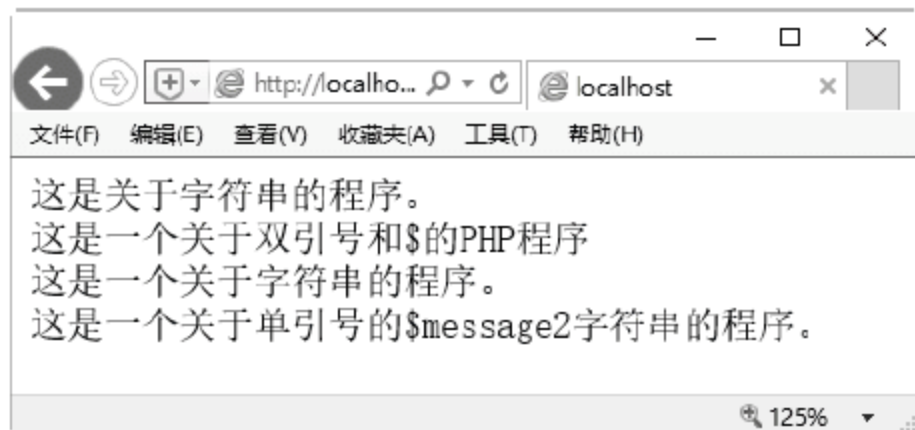 http://localho...
localhost
文件(F) 编辑(E) 查看(V) 收藏夹(A) 工具(T) 帮助(H)
这是关于字符串的程序。
这是一个关于双引号和$的PHP程序
这是一个关于字符串的程序。
这是一个关于单引号的$message2字符串的程序。
125%